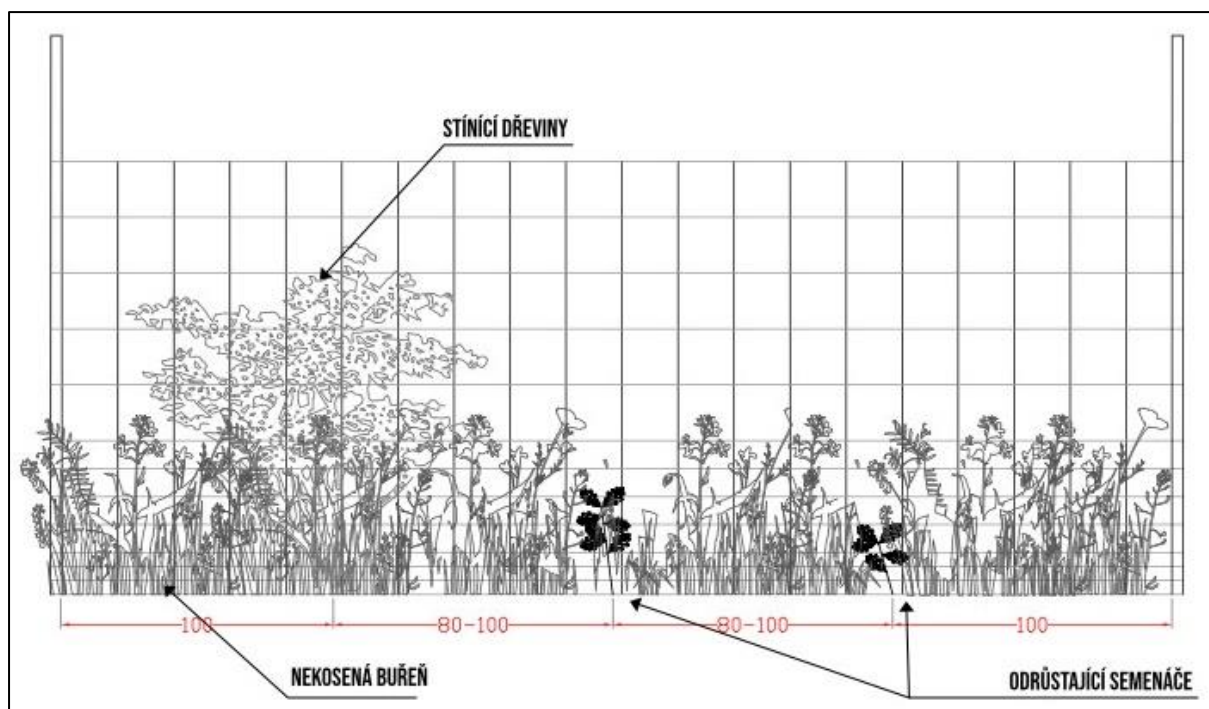 STÍNÍCÍ DŘEVINY
100
80-100
80-100
100
NEKOSENÁ BUŘEŇ
ODRŮSTAJÍCÍ SEMENÁČE